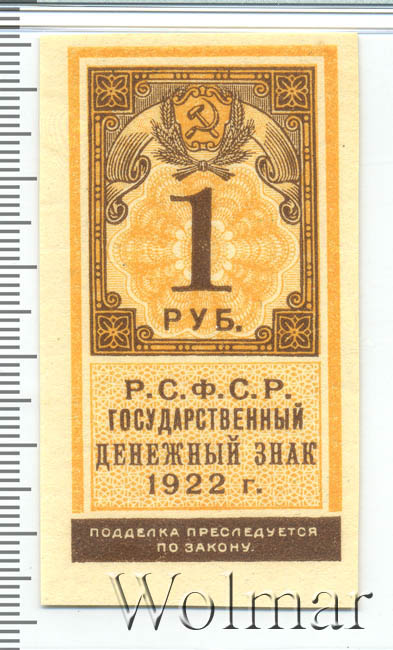 1
РУБ.
Р.С.Ф.С.Р.
ГОСУДАРСТВЕННЫЙ
ДЕНЕЖНЫЙ ЗНАК
1922 г.
ПОДДЕЛКА ПРЕСЛЕДУЕТСЯ
ПО ЗАКОНУ.
Wolmar